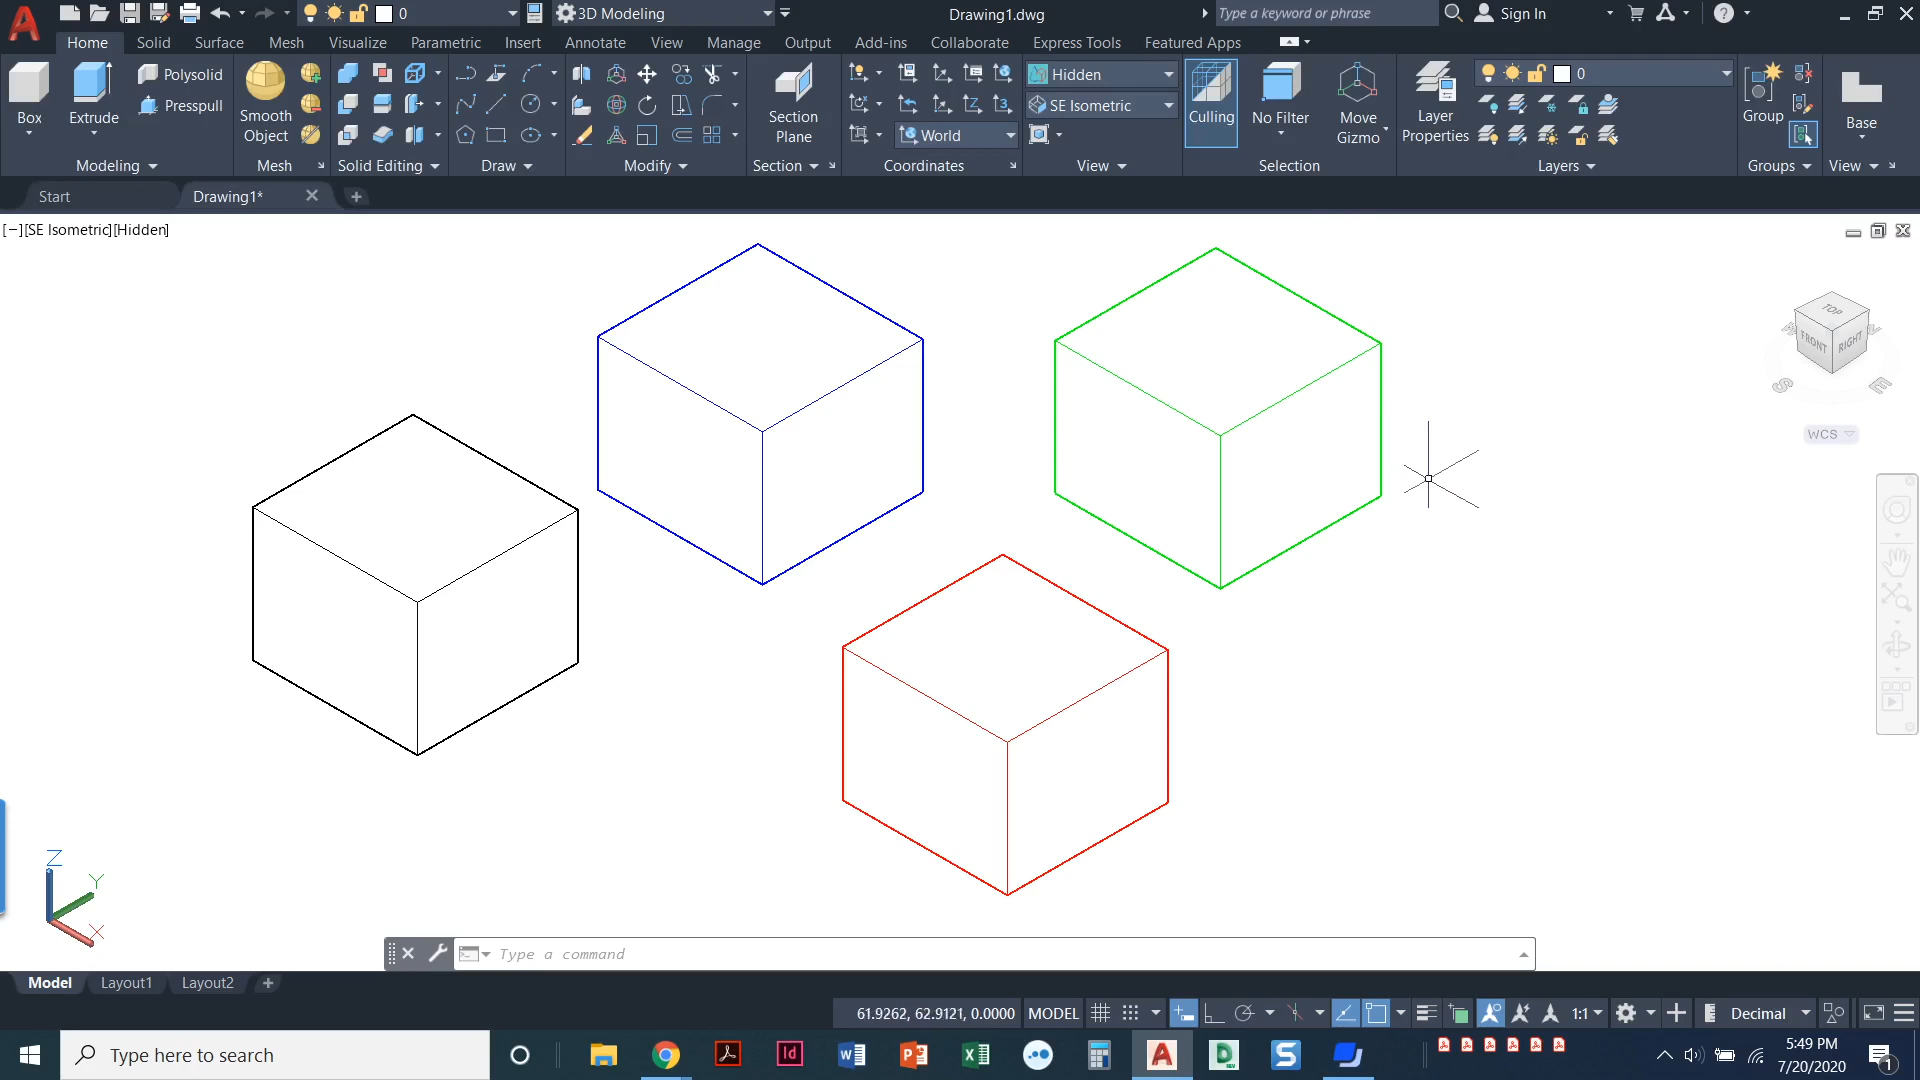 0
3D Modeling
Drawing1.dwg
Type a keyword or phrase
Sign In
Home Solid Surface Mesh Visualize Parametric Insert Annotate View Manage Output Add-ins Collaborate Express Tools Featured Apps
Box
Extrude
Polysolid
Presspull
Smooth
Object
Section
Plane
World
Hidden
SE Isometric
Culling
No Filter
Move
Gizmo
Layer
Properties
0
Group
Base
Modeling Mesh Solid Editing Draw Modify Section Coordinates View Selection Layers Groups View
Start Drawing1*
[−][SE Isometric][Hidden]
TOP
FRONT RIGHT
S E
WCS
Z
Y
X
Type a command
Model Layout1 Layout2
61.9262, 62.9121, 0.0000 MODEL 1:1 Decimal
Type here to search
5:49 PM
7/20/2020
1